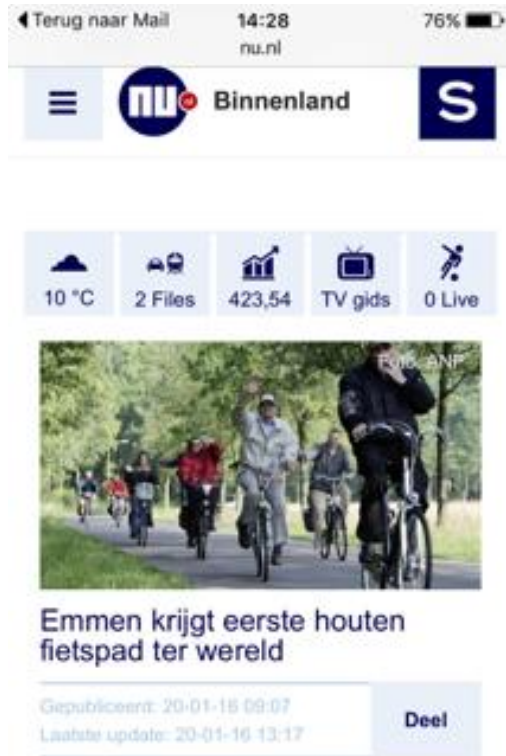 Terug naar Mail 14:28 76%
nu.nl
nu.nl Binnenland S
10 °C 2 Files 423,54 TV gids 0 Live
Foto: ANP
Emmen krijgt eerste houten
fietspad ter wereld
Gepubliceerd: 20-01-16 09:07
Laatste update: 20-01-16 13:17
Deel